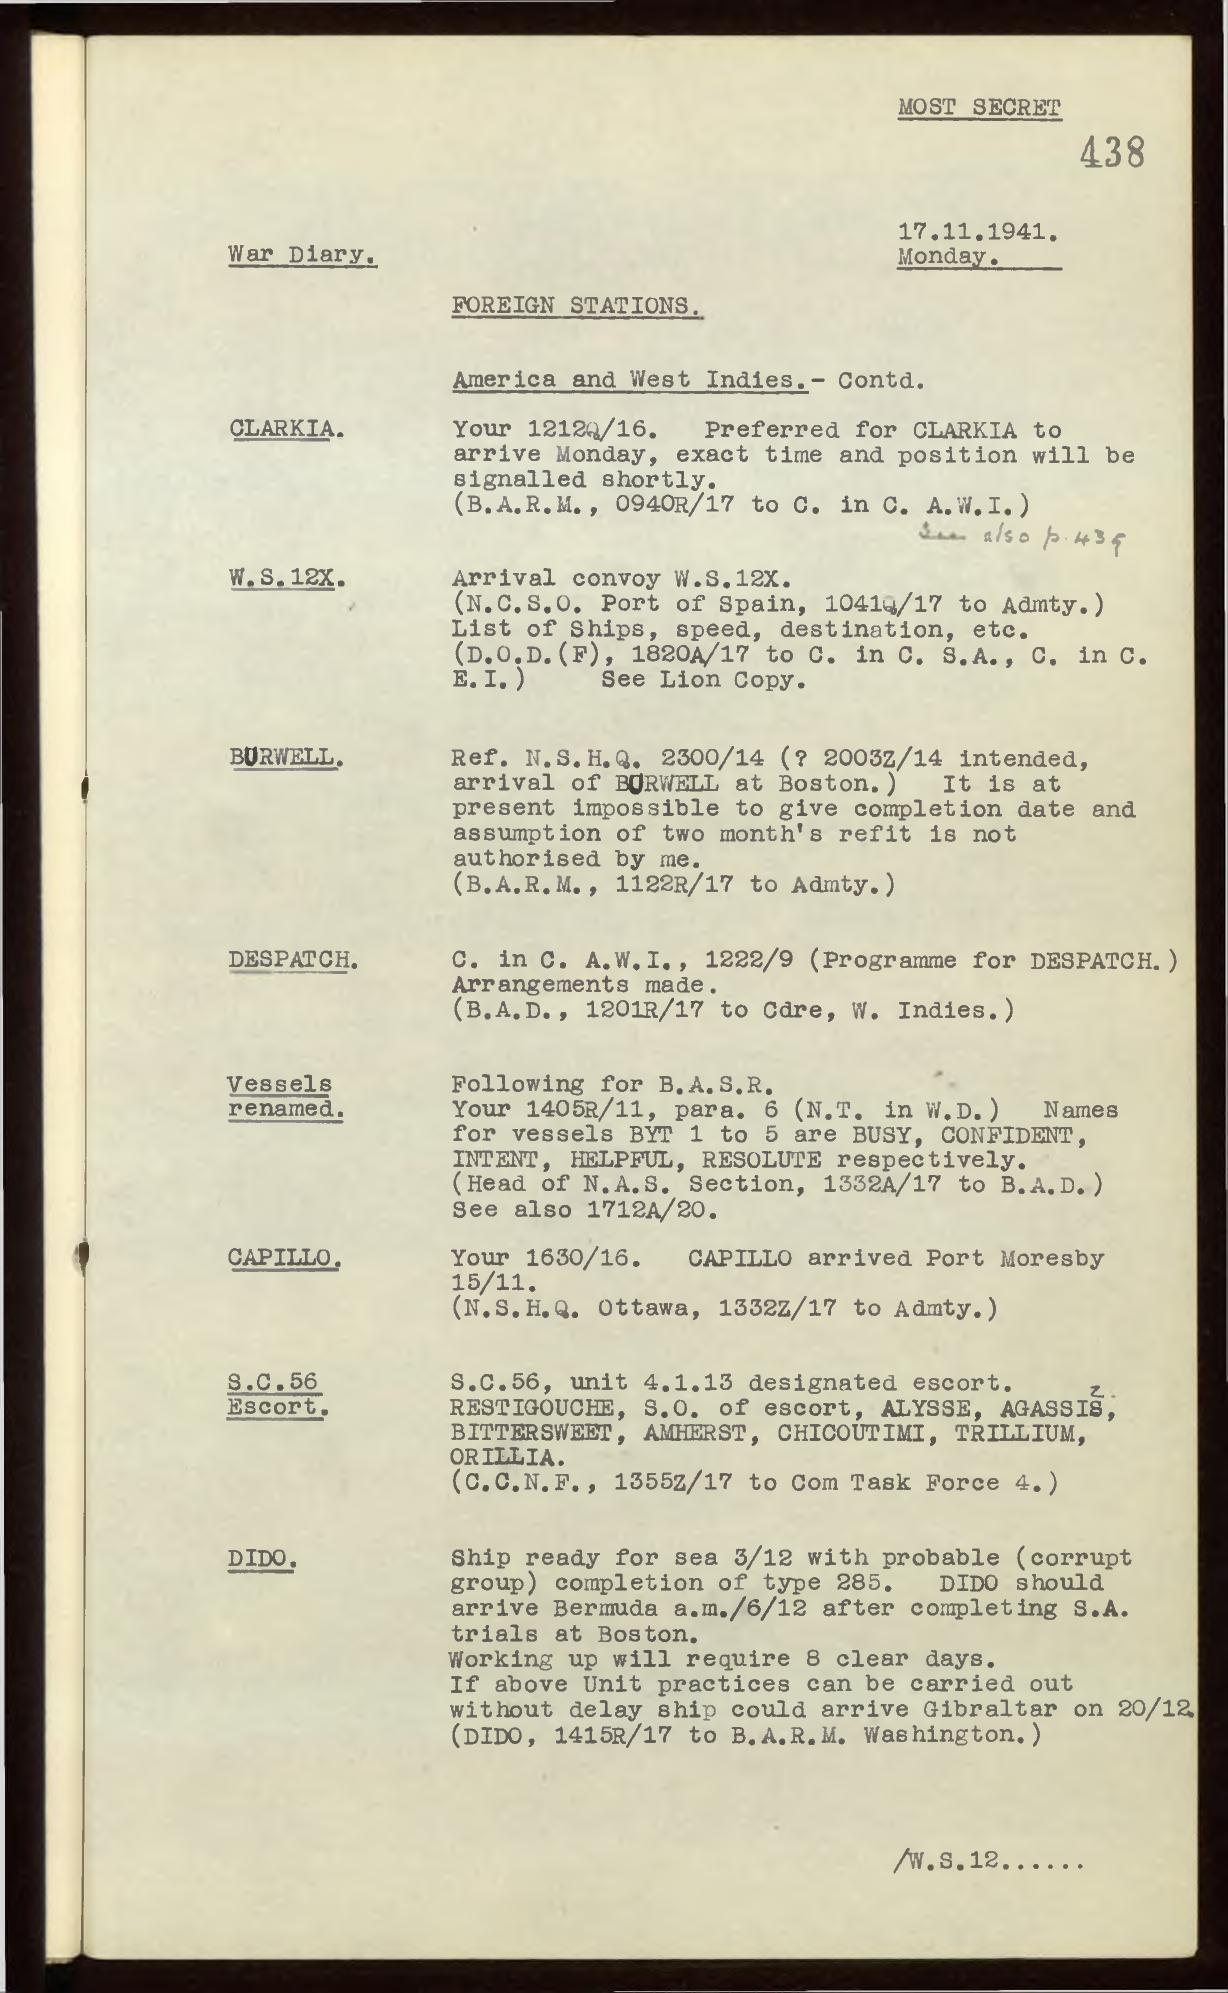 MOST SECRET
438
17.11.1941.
War Diary.
Monday.
FOREIGN STATIONS.
America and West Indies.- Contd.
CLARKIA. Your 1212Q/16. Preferred for CLARKIA to
arrive Monday, exact time and position will be
signalled shortly.
(B.A.R.M., 0940R/17 to C. in C. A.W.I.)
See also p.439
W.S.12X. Arrival convoy W.S.12X.
(N.C.S.O. Port of Spain, 1041Q/17 to Admty.)
List of Ships, speed, destination, etc.
(D.O.D.(F), 1820A/17 to C. in C. S.A., C. in C.
E.I.) See Lion Copy.
BURWELL. Ref. N.S.H.Q. 2300/14 (? 2003Z/14 intended,
arrival of BURWELL at Boston.) It is at
present impossible to give completion date and
assumption of two month's refit is not
authorised by me.
(B.A.R.M., 1122R/17 to Admty.)
DESPATCH. C. in C. A.W.I., 1222/9 (Programme for DESPATCH.)
Arrangements made.
(B.A.D., 1201R/17 to Cdre, W. Indies.)
Vessels Following for B.A.S.R.
renamed. Your 1405R/11, para. 6 (N.T. in W.D.) Names
for vessels BYT 1 to 5 are BUSY, CONFIDENT,
INTENT, HELPFUL, RESOLUTE respectively.
(Head of N.A.S. Section, 1332A/17 to B.A.D.)
See also 1712A/20.
CAPILLO. Your 1630/16. CAPILLO arrived Port Moresby
15/11.
(N.S.H.Q. Ottawa, 1332Z/17 to Admty.)
S.C.56 S.C.56, unit 4.1.13 designated escort.
z
Escort. RESTIGOUCHE, S.O. of escort, ALYSSE, AGASSIS,
BITTERSWEET, AMHERST, CHICOUTIMI, TRILLIUM,
ORILLIA.
(C.C.N.F., 1355Z/17 to Com Task Force 4.)
DIDO. Ship ready for sea 3/12 with probable (corrupt
group) completion of type 285. DIDO should
arrive Bermuda a.m./6/12 after completing S.A.
trials at Boston.
Working up will require 8 clear days.
If above Unit practices can be carried out
without delay ship could arrive Gibraltar on 20/12.
(DIDO, 1415R/17 to B.A.R.M. Washington.)
/W.S.12......